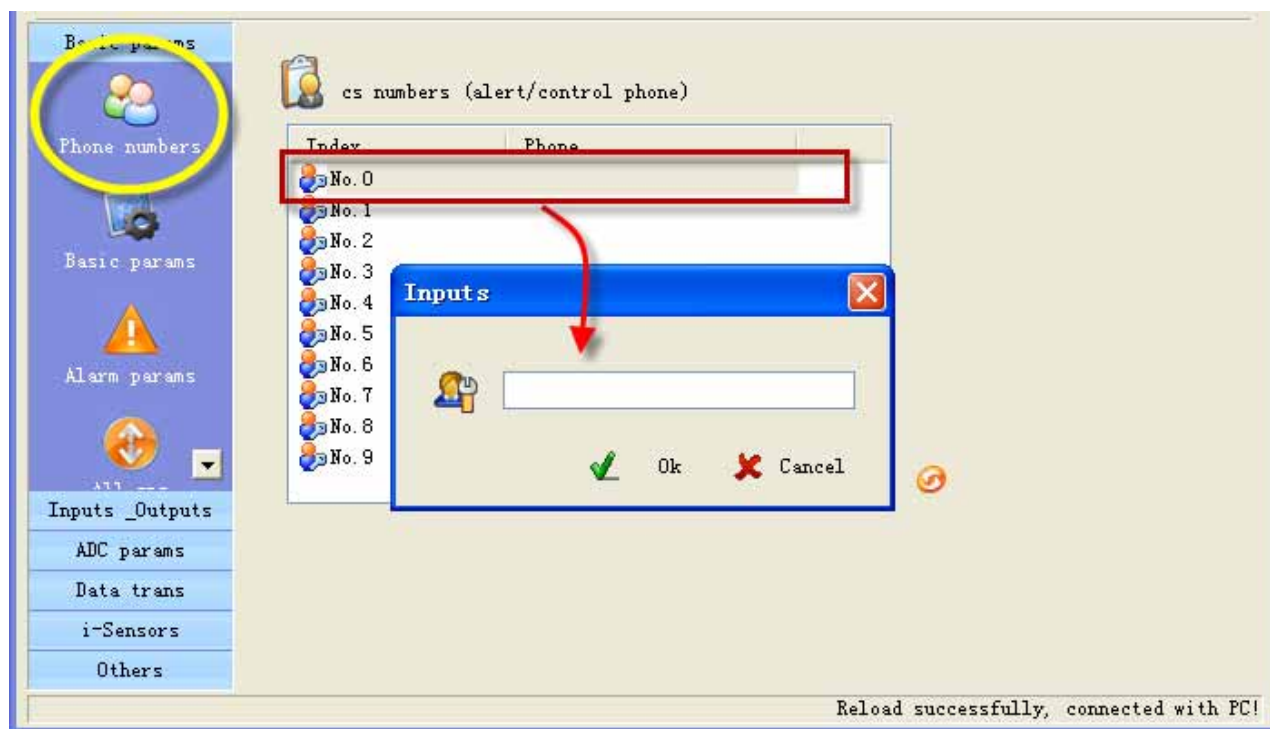 Basic params
Phone numbers
Basic params
Alarm params
Inputs _Outputs
ADC params
Data trans
i-Sensors
Others
cs numbers (alert/control phone)
Index Phone
No. 0
No. 1
No. 2
No. 3
No. 4
No. 5
No. 6
No. 7
No. 8
No. 9
Inputs
Ok Cancel
Reload successfully, connected with PC!